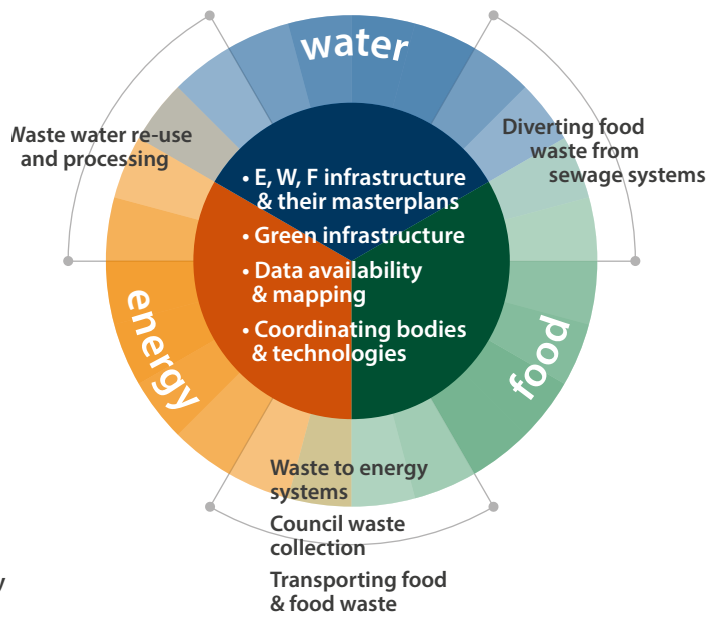 water
Waste water re-use
and processing
Diverting food
waste from
sewage systems
• E, W, F infrastructure
& their masterplans
• Green infrastructure
• Data availability
& mapping
• Coordinating bodies
& technologies
energy
food
Waste to energy
systems
Council waste
collection
Transporting food
& food waste